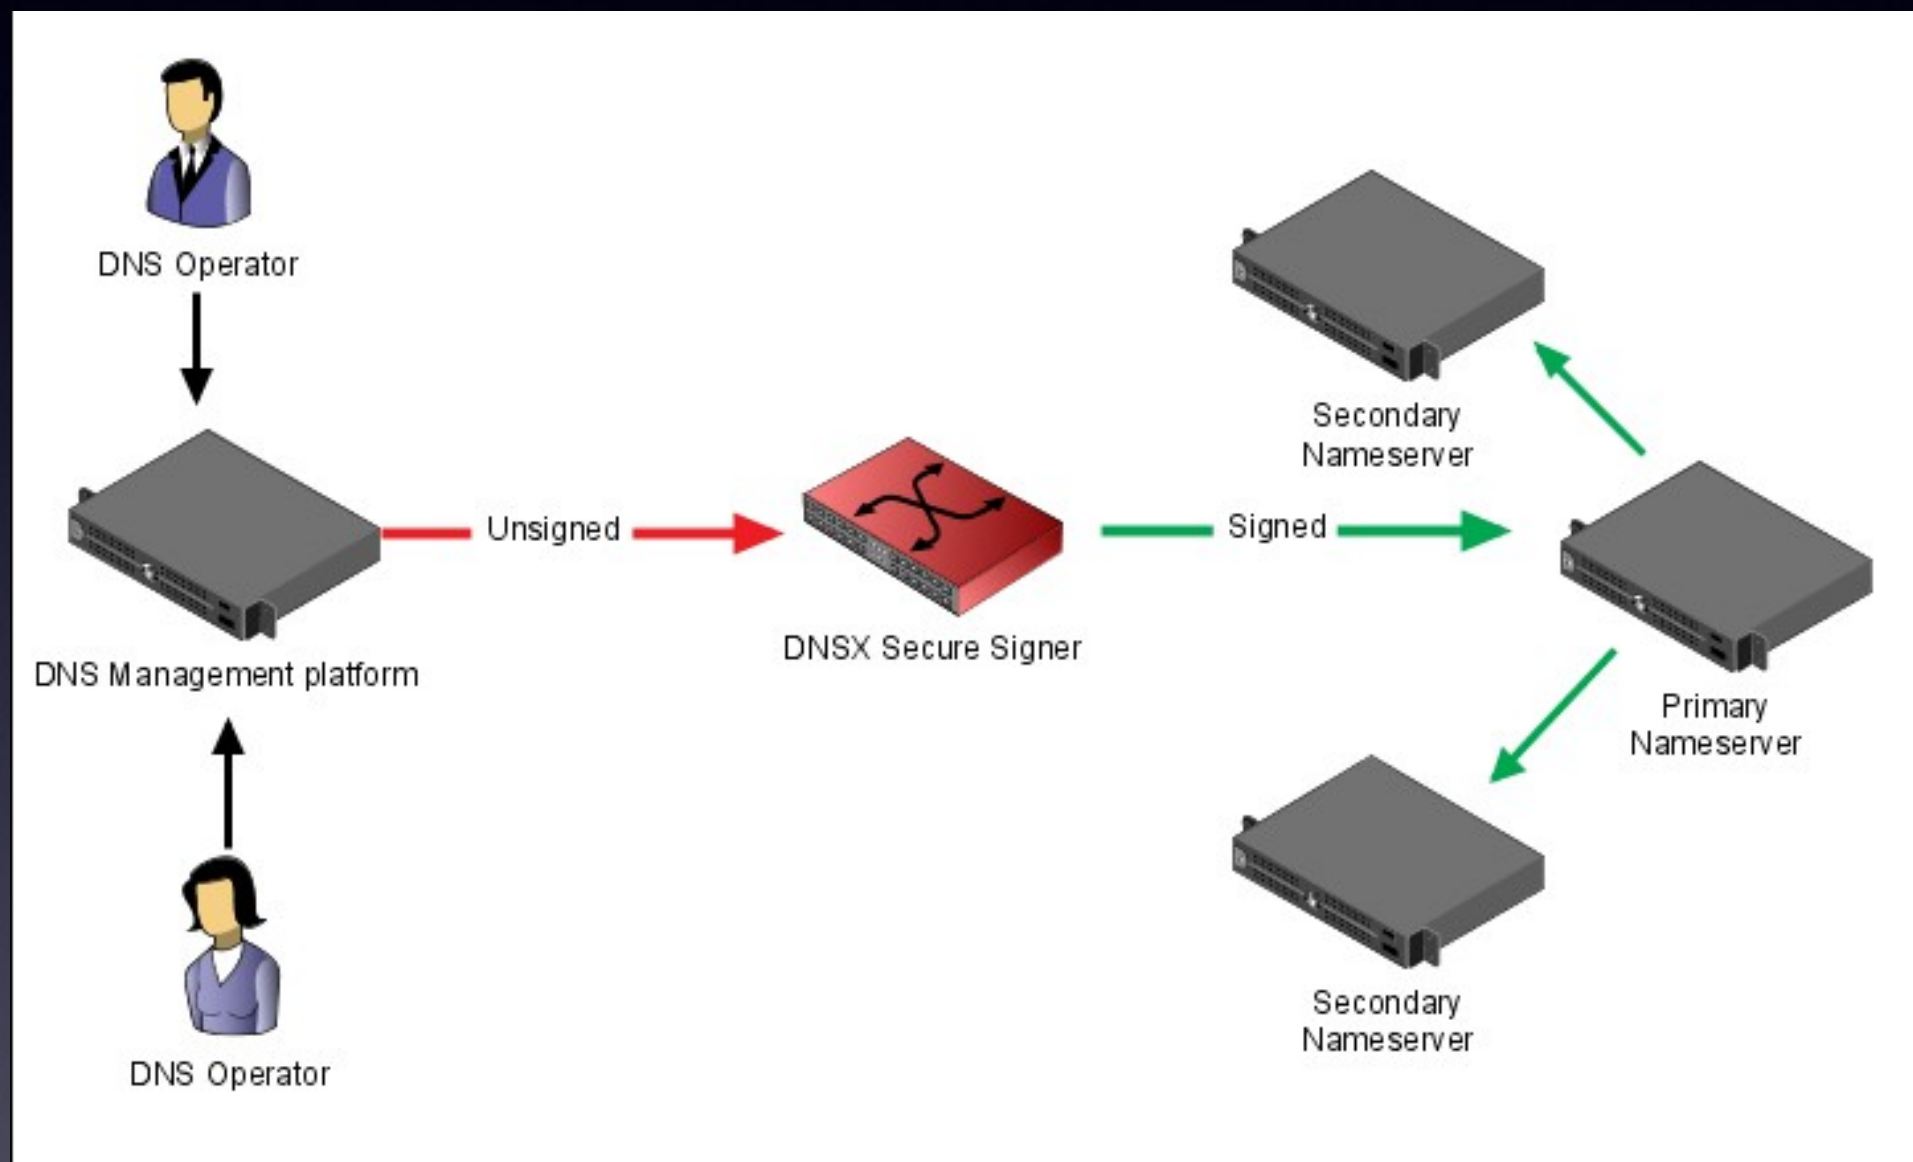 DNS Operator
DNS Management platform
DNS Operator
Unsigned
DNSX Secure Signer
Signed
Secondary
Nameserver
Primary
Nameserver
Secondary
Nameserver